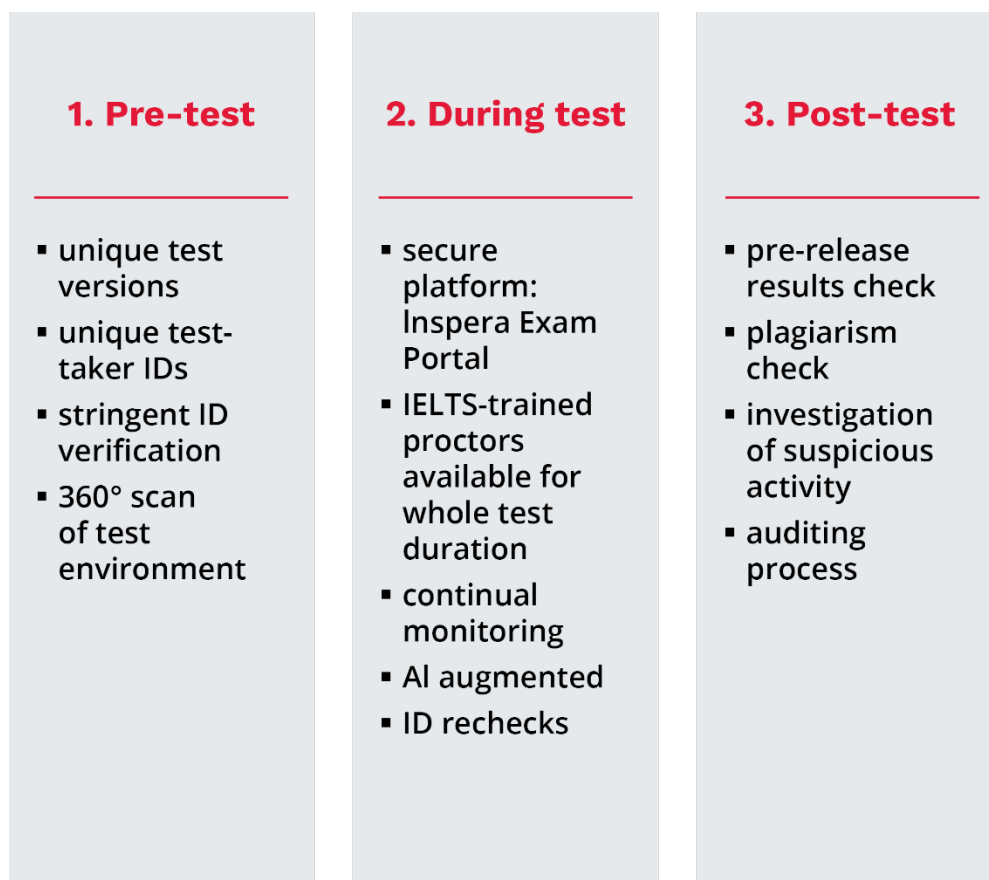 1. Pre-test
▪ unique test
versions
▪ unique test-
taker IDs
▪ stringent ID
verification
▪ 360° scan
of test
environment
2. During test
▪ secure
platform:
Inspera Exam
Portal
▪ IELTS-trained
proctors
available for
whole test
duration
▪ continual
monitoring
▪ AI augmented
▪ ID rechecks
3. Post-test
▪ pre-release
results check
▪ plagiarism
check
▪ investigation
of suspicious
activity
▪ auditing
process